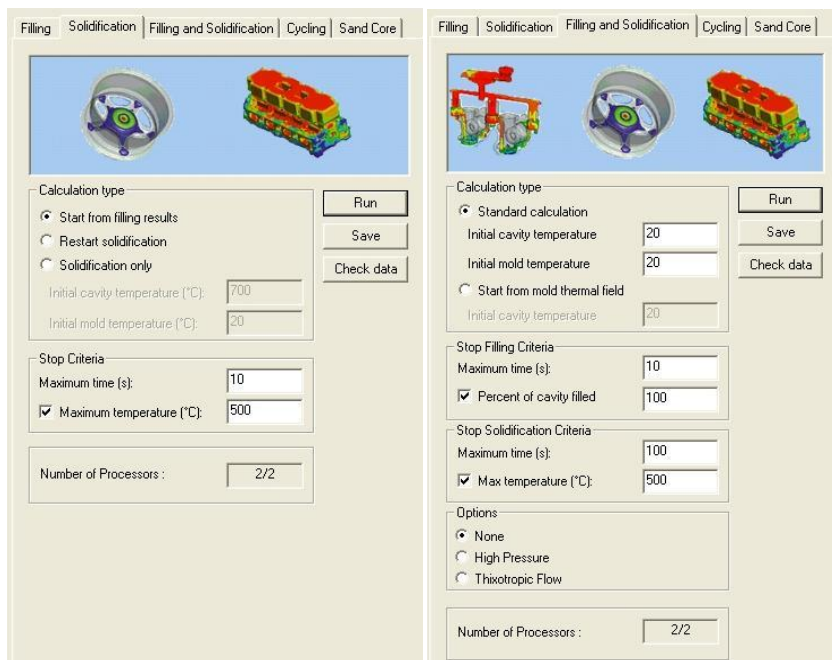 Filling Solidification Filling and Solidification Cycling Sand Core
Calculation type
Start from filling results
Restart solidification
Solidification only
Initial cavity temperature (°C): 700
Initial mold temperature (°C): 20
Run
Save
Check data
Stop Criteria
Maximum time (s): 10
Maximum temperature (°C): 500
Number of Processors : 2/2
Filling Solidification Filling and Solidification Cycling Sand Core
Calculation type
Standard calculation
Initial cavity temperature 20
Initial mold temperature 20
Start from mold thermal field
Initial cavity temperature 20
Run
Save
Check data
Stop Filling Criteria
Maximum time (s): 10
Percent of cavity filled 100
Stop Solidification Criteria
Maximum time (s): 100
Max temperature (°C): 500
Options
None
High Pressure
Thixotropic Flow
Number of Processors : 2/2